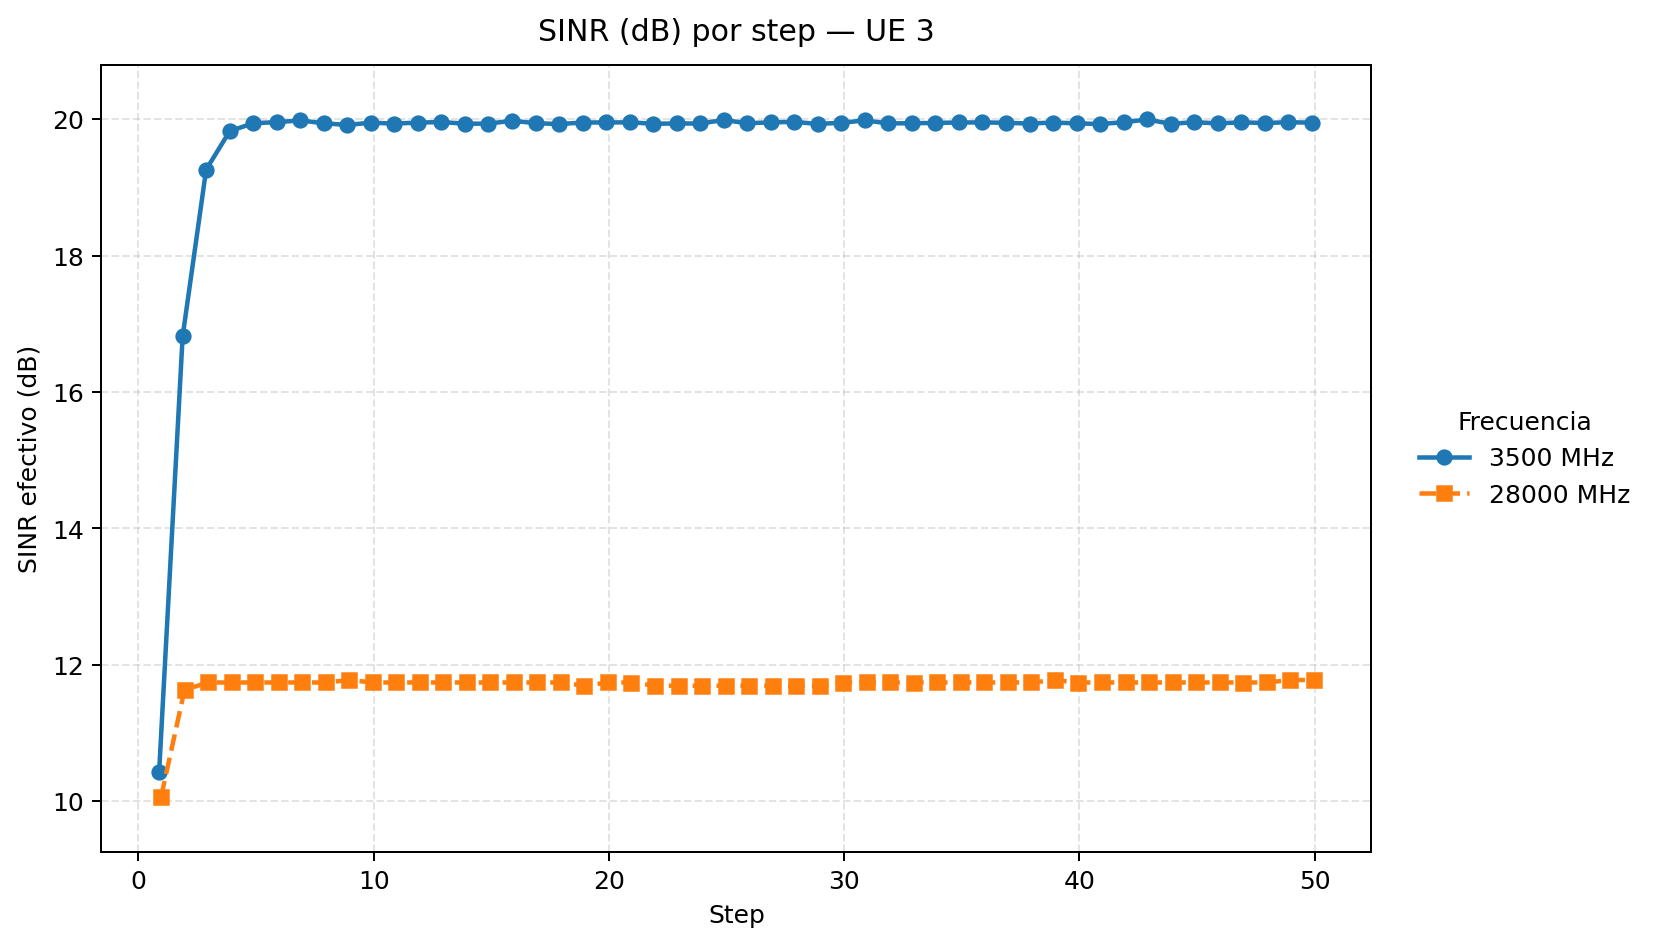 SINR (dB) por step — UE 3
SINR efectivo (dB)
20
18
16
14
12
10
0 10 20 30 40 50
Step
Frecuencia
3500 MHz
28000 MHz